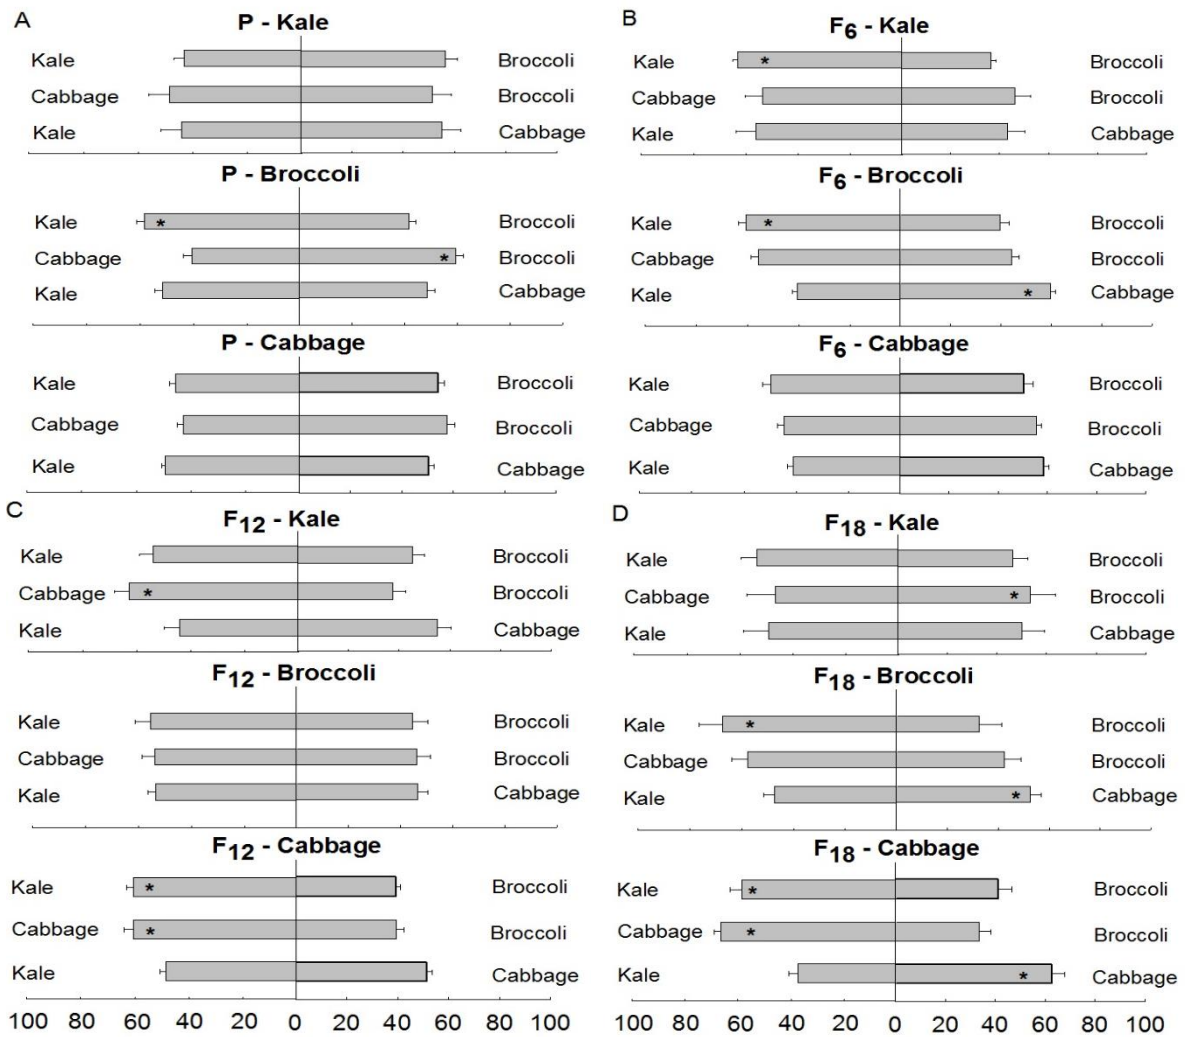 A
P - Kale
Kale Broccoli
Cabbage Broccoli
Kale Cabbage
P - Broccoli
Kale * Broccoli
Cabbage * Broccoli
Kale Cabbage
P - Cabbage
Kale Broccoli
Cabbage Broccoli
Kale Cabbage
B
F6 - Kale
Kale * Broccoli
Cabbage Broccoli
Kale Cabbage
F6 - Broccoli
Kale * Broccoli
Cabbage Broccoli
Kale * Cabbage
F6 - Cabbage
Kale Broccoli
Cabbage Broccoli
Kale Cabbage
C
F12 - Kale
Kale Broccoli
Cabbage * Broccoli
Kale Cabbage
F12 - Broccoli
Kale Broccoli
Cabbage Broccoli
Kale Cabbage
F12 - Cabbage
Kale * Broccoli
Cabbage * Broccoli
Kale Cabbage
100 80 60 40 20 0 20 40 60 80 100
D
F18 - Kale
Kale Broccoli
Cabbage * Broccoli
Kale Cabbage
F18 - Broccoli
Kale * Broccoli
Cabbage Broccoli
Kale * Cabbage
F18 - Cabbage
Kale * Broccoli
Cabbage * Broccoli
Kale * Cabbage
100 80 60 40 20 0 20 40 60 80 100